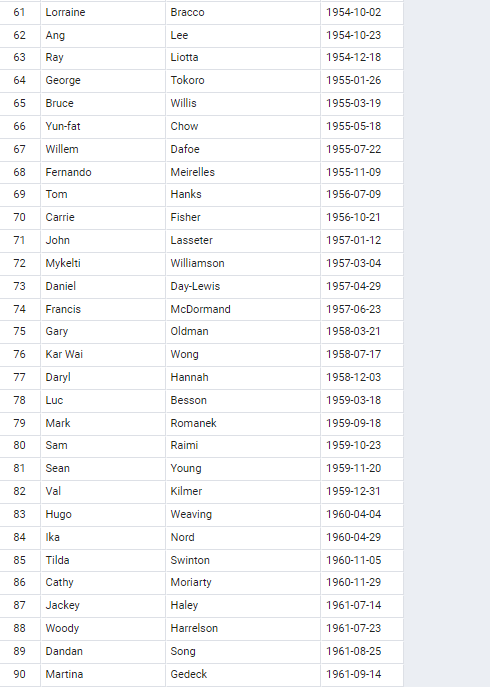 61 Lorraine Bracco 1954-10-02
62 Ang Lee 1954-10-23
63 Ray Liotta 1954-12-18
64 George Tokoro 1955-01-26
65 Bruce Willis 1955-03-19
66 Yun-fat Chow 1955-05-18
67 Willem Dafoe 1955-07-22
68 Fernando Meirelles 1955-11-09
69 Tom Hanks 1956-07-09
70 Carrie Fisher 1956-10-21
71 John Lasseter 1957-01-12
72 Mykelti Williamson 1957-03-04
73 Daniel Day-Lewis 1957-04-29
74 Francis McDormand 1957-06-23
75 Gary Oldman 1958-03-21
76 Kar Wai Wong 1958-07-17
77 Daryl Hannah 1958-12-03
78 Luc Besson 1959-03-18
79 Mark Romanek 1959-09-18
80 Sam Raimi 1959-10-23
81 Sean Young 1959-11-20
82 Val Kilmer 1959-12-31
83 Hugo Weaving 1960-04-04
84 Ika Nord 1960-04-29
85 Tilda Swinton 1960-11-05
86 Cathy Moriarty 1960-11-29
87 Jackey Haley 1961-07-14
88 Woody Harrelson 1961-07-23
89 Dandan Song 1961-08-25
90 Martina Gedeck 1961-09-14